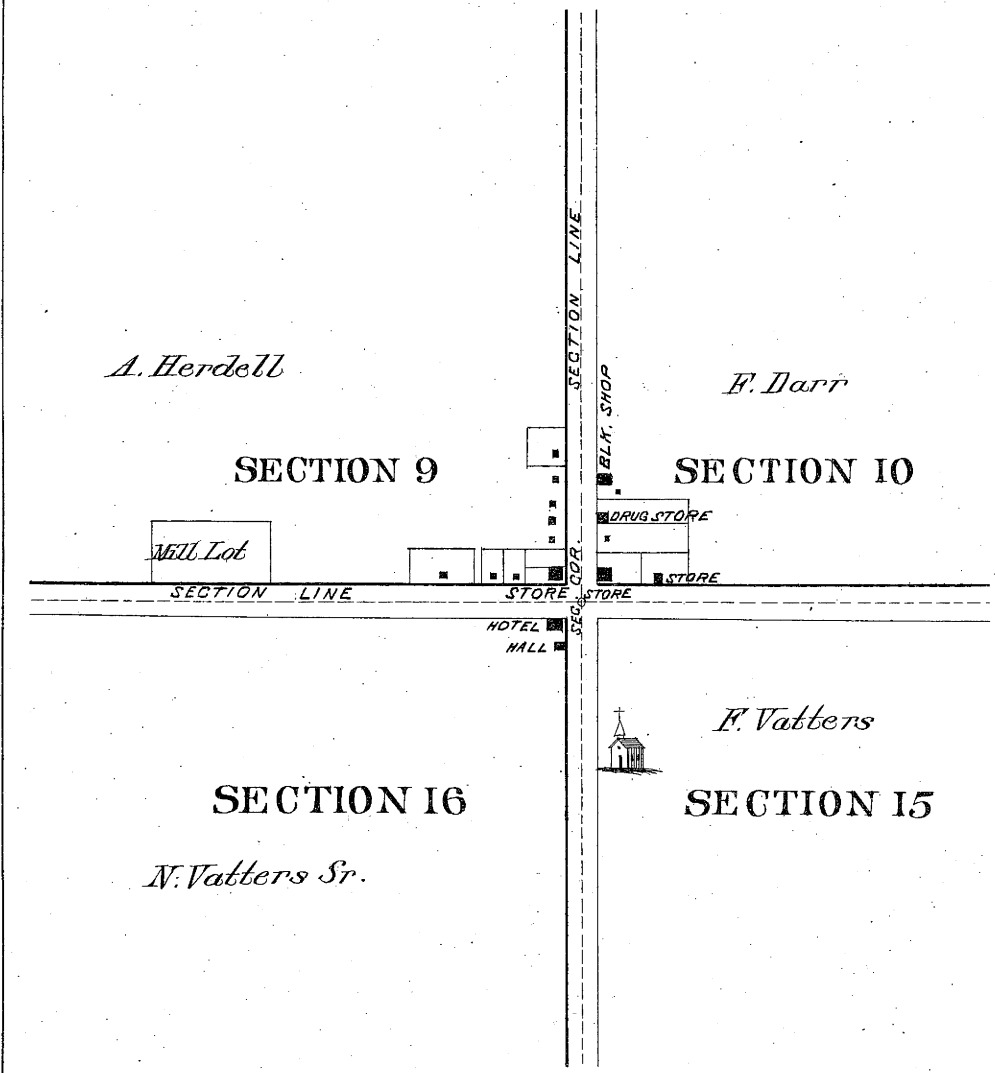 SECTION LINE
A. Herdell
F. Darr
BLK. SHOP
SECTION 9
SECTION 10
DRUG STORE
Mill Lot
STORE
SECTION LINE
STORE
SEC. COR.
STORE
HOTEL
HALL
F. Vatters
SECTION 16
SECTION 15
N. Vatters Sr.